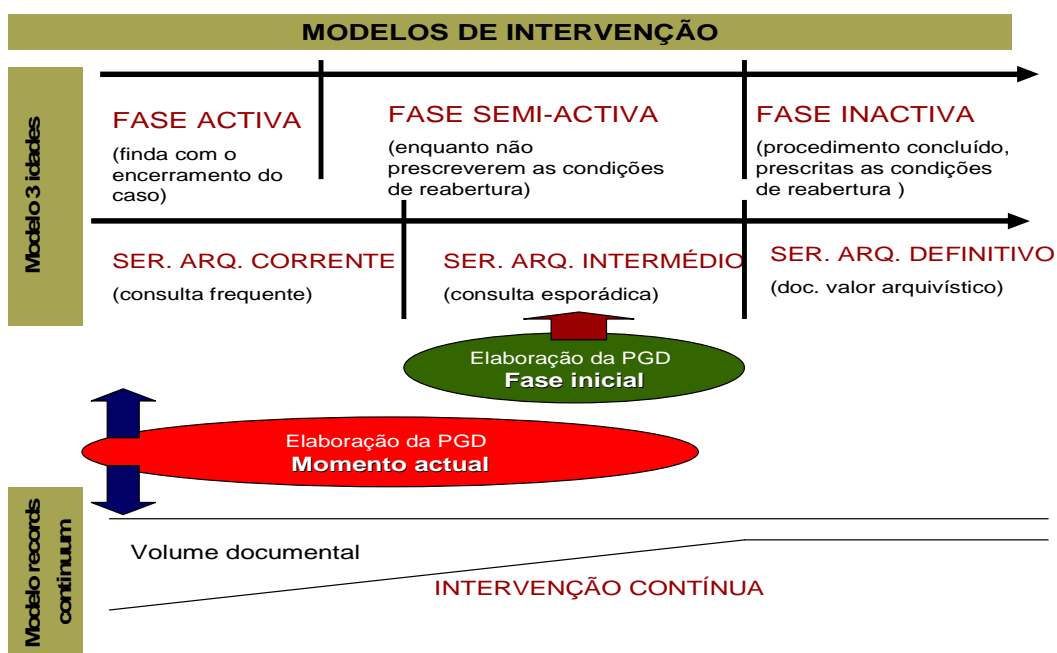 MODELOS DE INTERVENÇÃO
Modelo 3 idades
FASE ACTIVA
(finda com o
encerramento do
caso)
FASE SEMI-ACTIVA
(enquanto não
prescreverem as condições
de reabertura)
FASE INACTIVA
(procedimento concluído,
prescritas as condições
de reabertura )
SER. ARQ. CORRENTE
(consulta frequente)
SER. ARQ. INTERMÉDIO
(consulta esporádica)
SER. ARQ. DEFINITIVO
(doc. valor arquivístico)
Elaboração da PGD
Fase inicial
Elaboração da PGD
Momento actual
Modelo records
continuum
Volume documental
INTERVENÇÃO CONTÍNUA